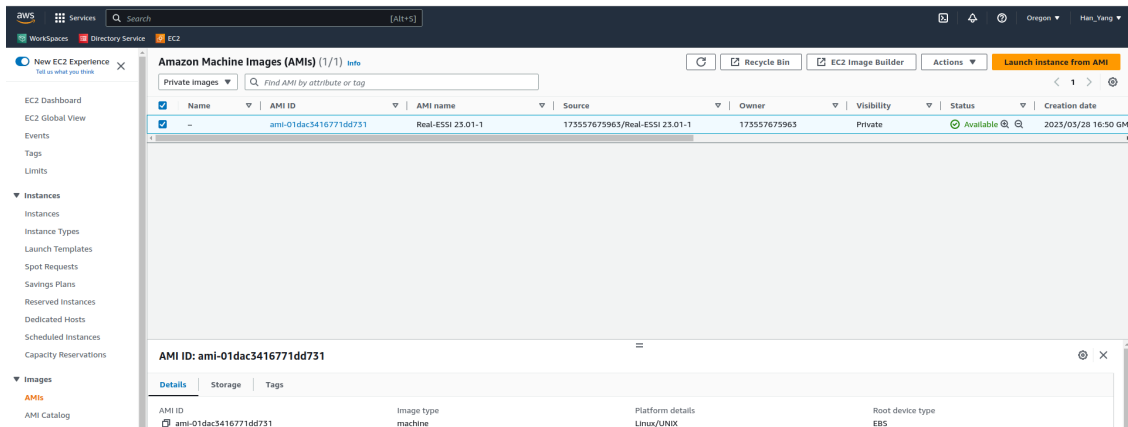 aws Services Search [Alt+S] Oregon Han_Yang
WorkSpaces Directory Service EC2
New EC2 Experience
Tell us what you think
EC2 Dashboard
EC2 Global View
Events
Tags
Limits
Instances
Instances
Instance Types
Launch Templates
Spot Requests
Savings Plans
Reserved Instances
Dedicated Hosts
Scheduled Instances
Capacity Reservations
Images
AMIs
AMI Catalog
Amazon Machine Images (AMIs) (1/1) Info Recycle Bin EC2 Image Builder Actions Launch instance from AMI
Private images Find AMI by attribute or tag 1
Name AMI ID AMI name Source Owner Visibility Status Creation date
– ami-01dac3416771dd731 Real-ESSI 23.01-1 173557675963/Real-ESSI 23.01-1 173557675963 Private Available 2023/03/28 16:50 GM
AMI ID: ami-01dac3416771dd731
Details Storage Tags
AMI ID Image type Platform details Root device type
ami-01dac3416771dd731 machine Linux/UNIX EBS